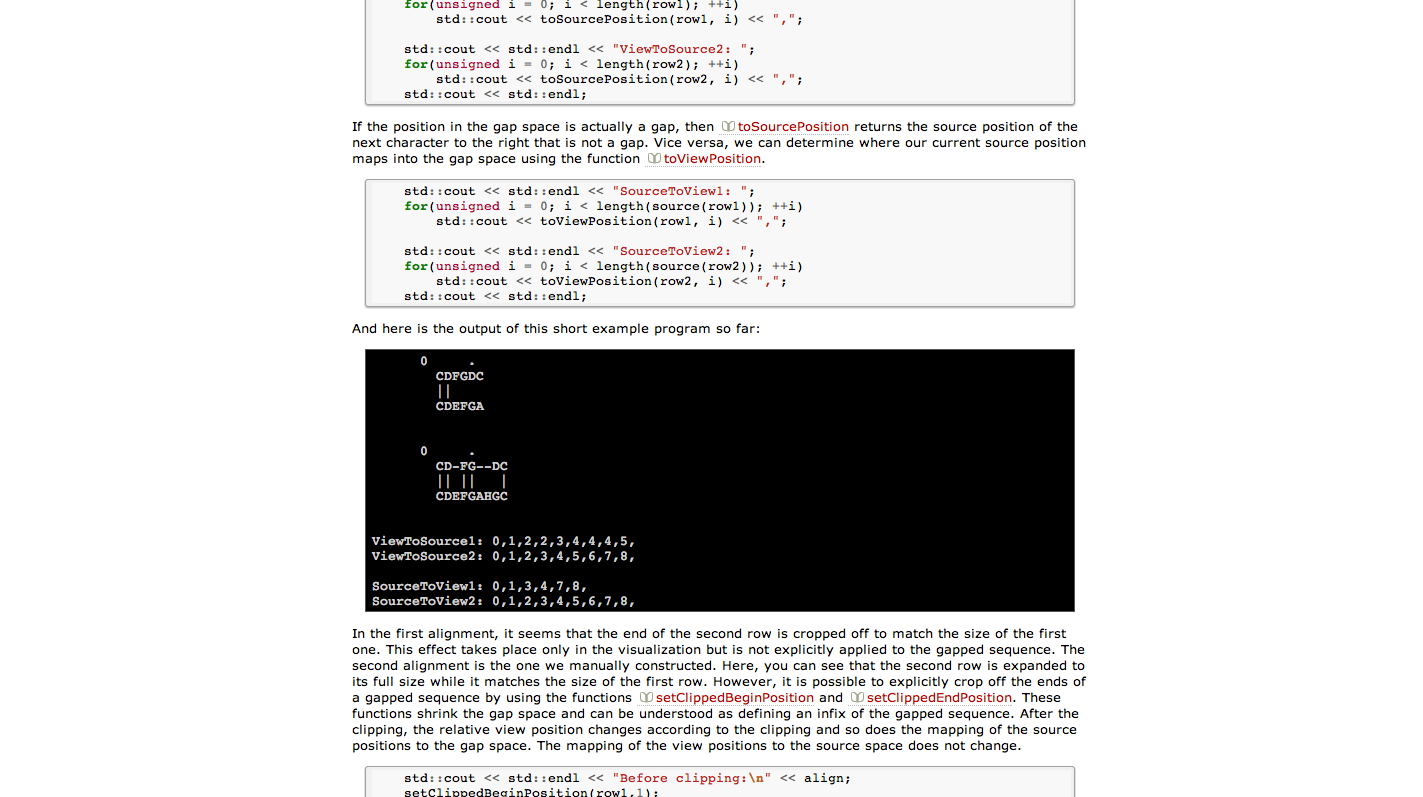 for(unsigned i = 0; i < length(row1); ++i)
std::cout << toSourcePosition(row1, i) << ",";
std::cout << std::endl << "ViewToSource2: ";
for(unsigned i = 0; i < length(row2); ++i)
std::cout << toSourcePosition(row2, i) << ",";
std::cout << std::endl;
If the position in the gap space is actually a gap, then toSourcePosition returns the source position of the
next character to the right that is not a gap. Vice versa, we can determine where our current source position
maps into the gap space using the function toViewPosition.
std::cout << std::endl << "SourceToView1: ";
for(unsigned i = 0; i < length(source(row1)); ++i)
std::cout << toViewPosition(row1, i) << ",";
std::cout << std::endl << "SourceToView2: ";
for(unsigned i = 0; i < length(source(row2)); ++i)
std::cout << toViewPosition(row2, i) << ",";
std::cout << std::endl;
And here is the output of this short example program so far:
0     .
CDFGDC
||
CDEFGA
0     .
CD-FG--DC
|| ||   |
CDEFGAHGC
ViewToSource1: 0,1,2,2,3,4,4,4,5,
ViewToSource2: 0,1,2,3,4,5,6,7,8,
SourceToView1: 0,1,3,4,7,8,
SourceToView2: 0,1,2,3,4,5,6,7,8,
In the first alignment, it seems that the end of the second row is cropped off to match the size of the first
one. This effect takes place only in the visualization but is not explicitly applied to the gapped sequence. The
second alignment is the one we manually constructed. Here, you can see that the second row is expanded to
its full size while it matches the size of the first row. However, it is possible to explicitly crop off the ends of
a gapped sequence by using the functions setClippedBeginPosition and setClippedEndPosition. These
functions shrink the gap space and can be understood as defining an infix of the gapped sequence. After the
clipping, the relative view position changes according to the clipping and so does the mapping of the source
positions to the gap space. The mapping of the view positions to the source space does not change.
std::cout << std::endl << "Before clipping:\n" << align;
setClippedBeginPosition(row1,1);